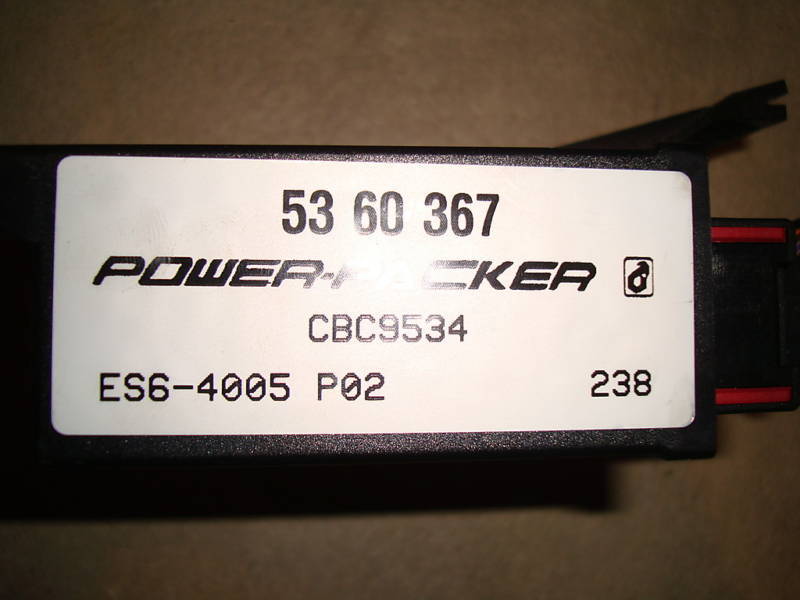 53 60 367
POWER-PACKER
CBC9534
ES6-4005 P02 238